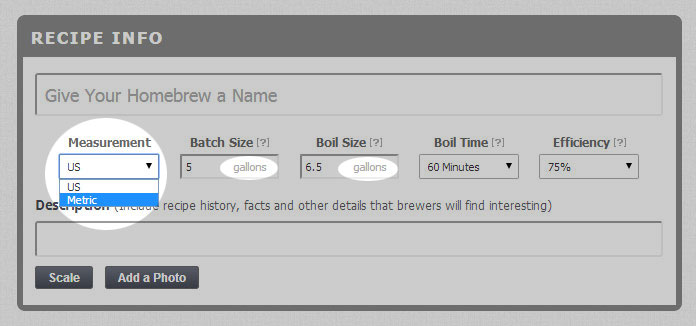 RECIPE INFO
Give Your Homebrew a Name
Measurement Batch Size [?] Boil Size [?] Boil Time [?] Efficiency [?]
US 5 gallons 6.5 gallons 60 Minutes 75%
US
Metric
Description (include recipe history, facts and other details that brewers will find interesting)
Scale Add a Photo